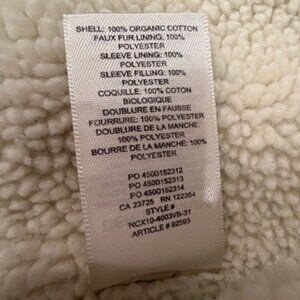 SHELL: 100% ORGANIC COTTON
FAUX FUR LINING: 100%
POLYESTER
SLEEVE LINING: 100%
POLYESTER
SLEEVE FILLING: 100%
POLYESTER
COQUILLE: 100% COTON
BIOLOGIQUE
DOUBLURE EN FAUSSE
FOURRURE: 100% POLYESTER
DOUBLURE DE LA MANCHE:
100% POLYESTER
BOURRE DE LA MANCHE: 100%
POLYESTER
PO 4500152312
PO 4500152313
PO 4500152314
CA 23725 RN 122354
STYLE#
RCX10-4003VB-31
ARTICLE # 92593